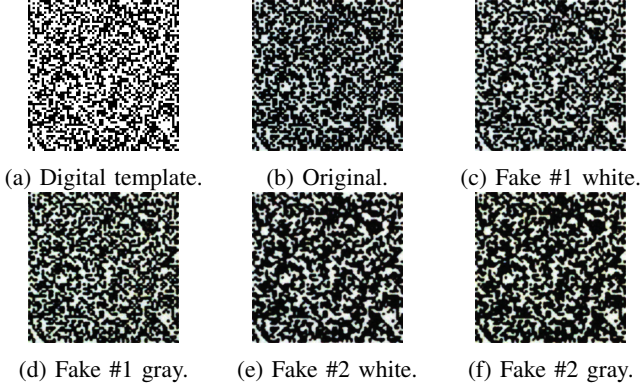 (a) Digital template.
(b) Original.
(c) Fake #1 white.
(d) Fake #1 gray.
(e) Fake #2 white.
(f) Fake #2 gray.